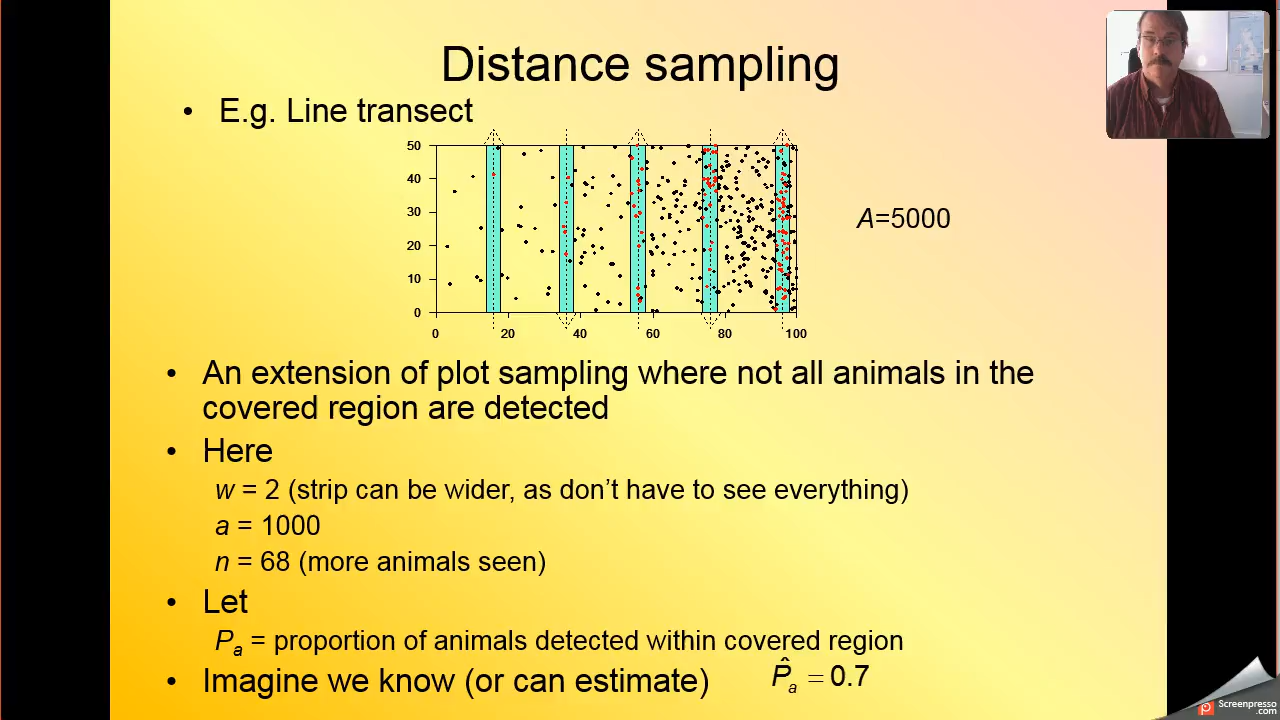 Distance sampling
• E.g. Line transect
50
40
30
20
10
0
0 20 40 60 80 100
A=5000
• An extension of plot sampling where not all animals in the
covered region are detected
• Here
w = 2 (strip can be wider, as don’t have to see everything)
a = 1000
n = 68 (more animals seen)
• Let
Pa = proportion of animals detected within covered region
• Imagine we know (or can estimate) P̂a = 0.7
Screenpresso
.com